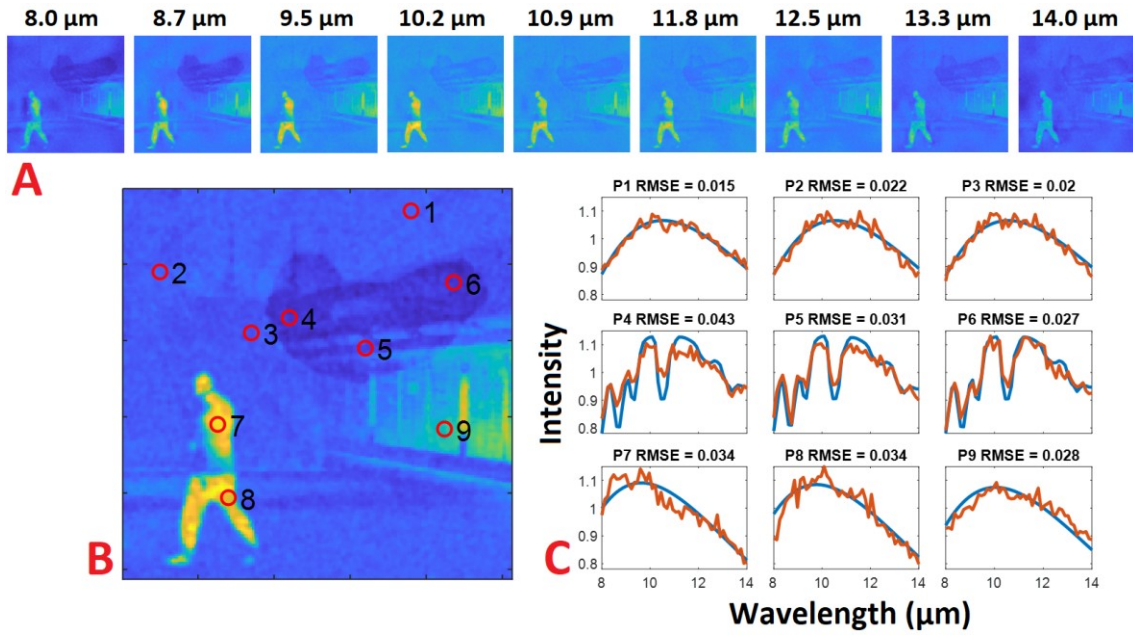 8.0 µm 8.7 µm 9.5 µm 10.2 µm 10.9 µm 11.8 µm 12.5 µm 13.3 µm 14.0 µm
A
1
2
3
4
5
6
7
8
9
B
P1 RMSE = 0.015 P2 RMSE = 0.022 P3 RMSE = 0.02
1.1
1
0.9
0.8
P4 RMSE = 0.043 P5 RMSE = 0.031 P6 RMSE = 0.027
1.1
1
0.9
0.8
P7 RMSE = 0.034 P8 RMSE = 0.034 P9 RMSE = 0.028
1.1
1
0.9
0.8
8 10 12 14 8 10 12 14 8 10 12 14
Intensity
Wavelength (µm)
C